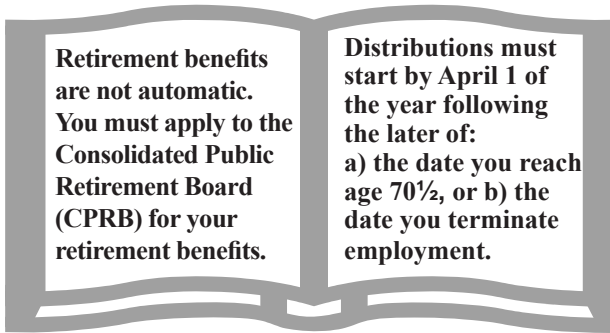 Retirement benefits
are not automatic.
You must apply to the
Consolidated Public
Retirement Board
(CPRB) for your
retirement benefits.
Distributions must
start by April 1 of
the year following
the later of:
a) the date you reach
age 70½, or b) the
date you terminate
employment.